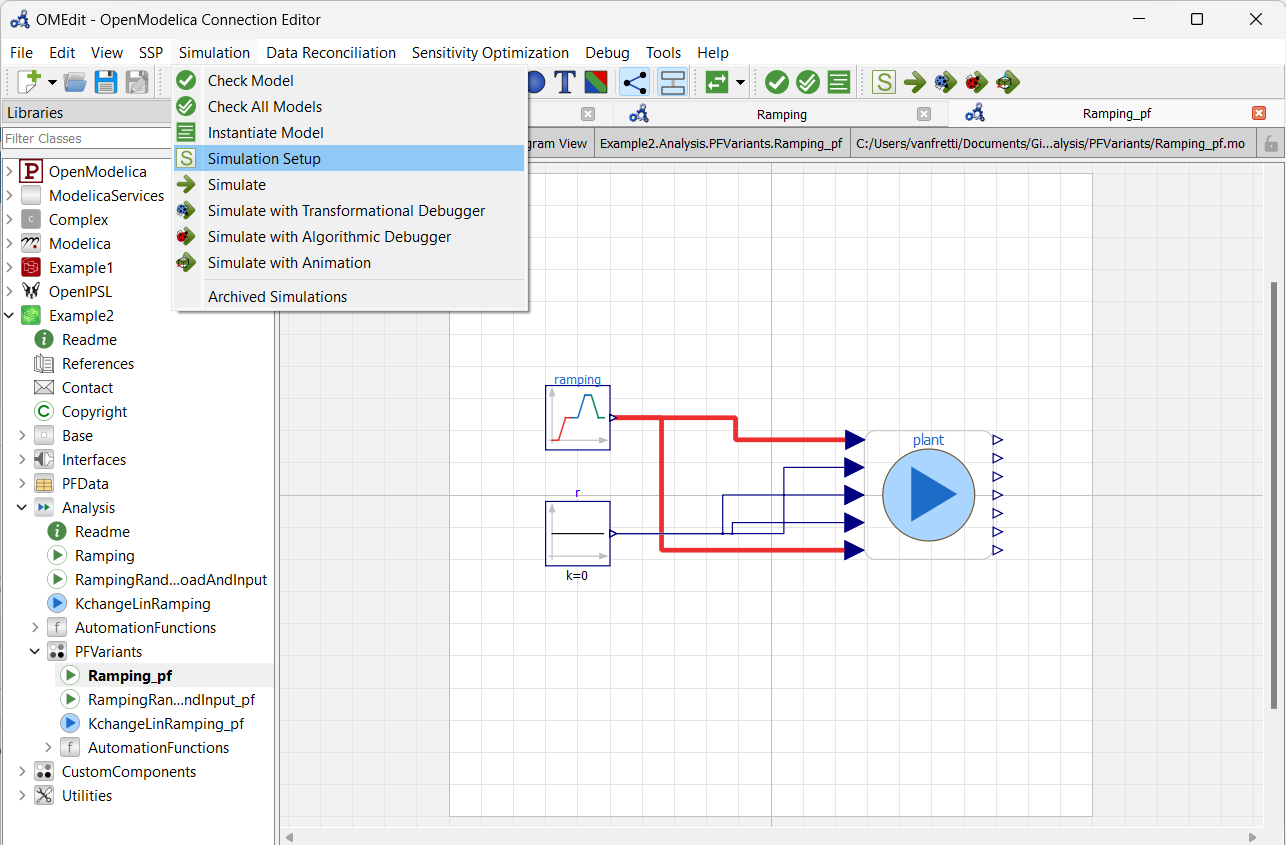 OMEdit - OpenModelica Connection Editor
File Edit View SSP Simulation Data Reconciliation Sensitivity Optimization Debug Tools Help
Check Model
Check All Models
Instantiate Model
Simulation Setup
Simulate
Simulate with Transformational Debugger
Simulate with Algorithmic Debugger
Simulate with Animation
Archived Simulations
T
S
Ramping
Ramping_pf
gram View
Example2.Analysis.PFVariants.Ramping_pf
C:/Users/vanfretti/Documents/Gi...alysis/PFVariants/Ramping_pf.mo
Libraries
Filter Classes
OpenModelica
ModelicaServices
Complex
Modelica
Example1
OpenIPSL
Example2
Readme
References
Contact
Copyright
Base
Interfaces
PFData
Analysis
Readme
Ramping
RampingRand...oadAndInput
KchangeLinRamping
AutomationFunctions
PFVariants
Ramping_pf
RampingRan...ndInput_pf
KchangeLinRamping_pf
AutomationFunctions
CustomComponents
Utilities
ramping
r
k=0
plant